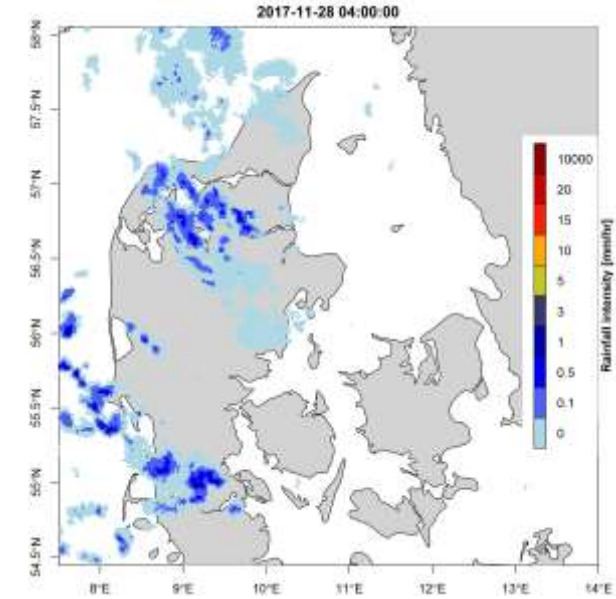 2017-11-28 04:00:00
58°N
57.5°N
57°N
56.5°N
56°N
55.5°N
55°N
54.5°N
8°E
9°E
10°E
11°E
12°E
13°E
14°E
10000
20
15
10
5
3
1
0.5
0.1
0
Rainfall intensity [mm/hr]